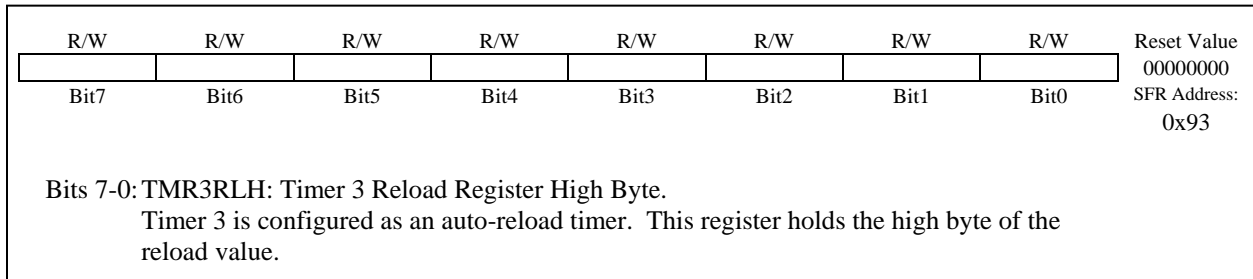 R/W R/W R/W R/W R/W R/W R/W R/W Reset Value
00000000
Bit7 Bit6 Bit5 Bit4 Bit3 Bit2 Bit1 Bit0 SFR Address:
0x93
Bits 7-0: TMR3RLH: Timer 3 Reload Register High Byte.
Timer 3 is configured as an auto-reload timer. This register holds the high byte of the
reload value.